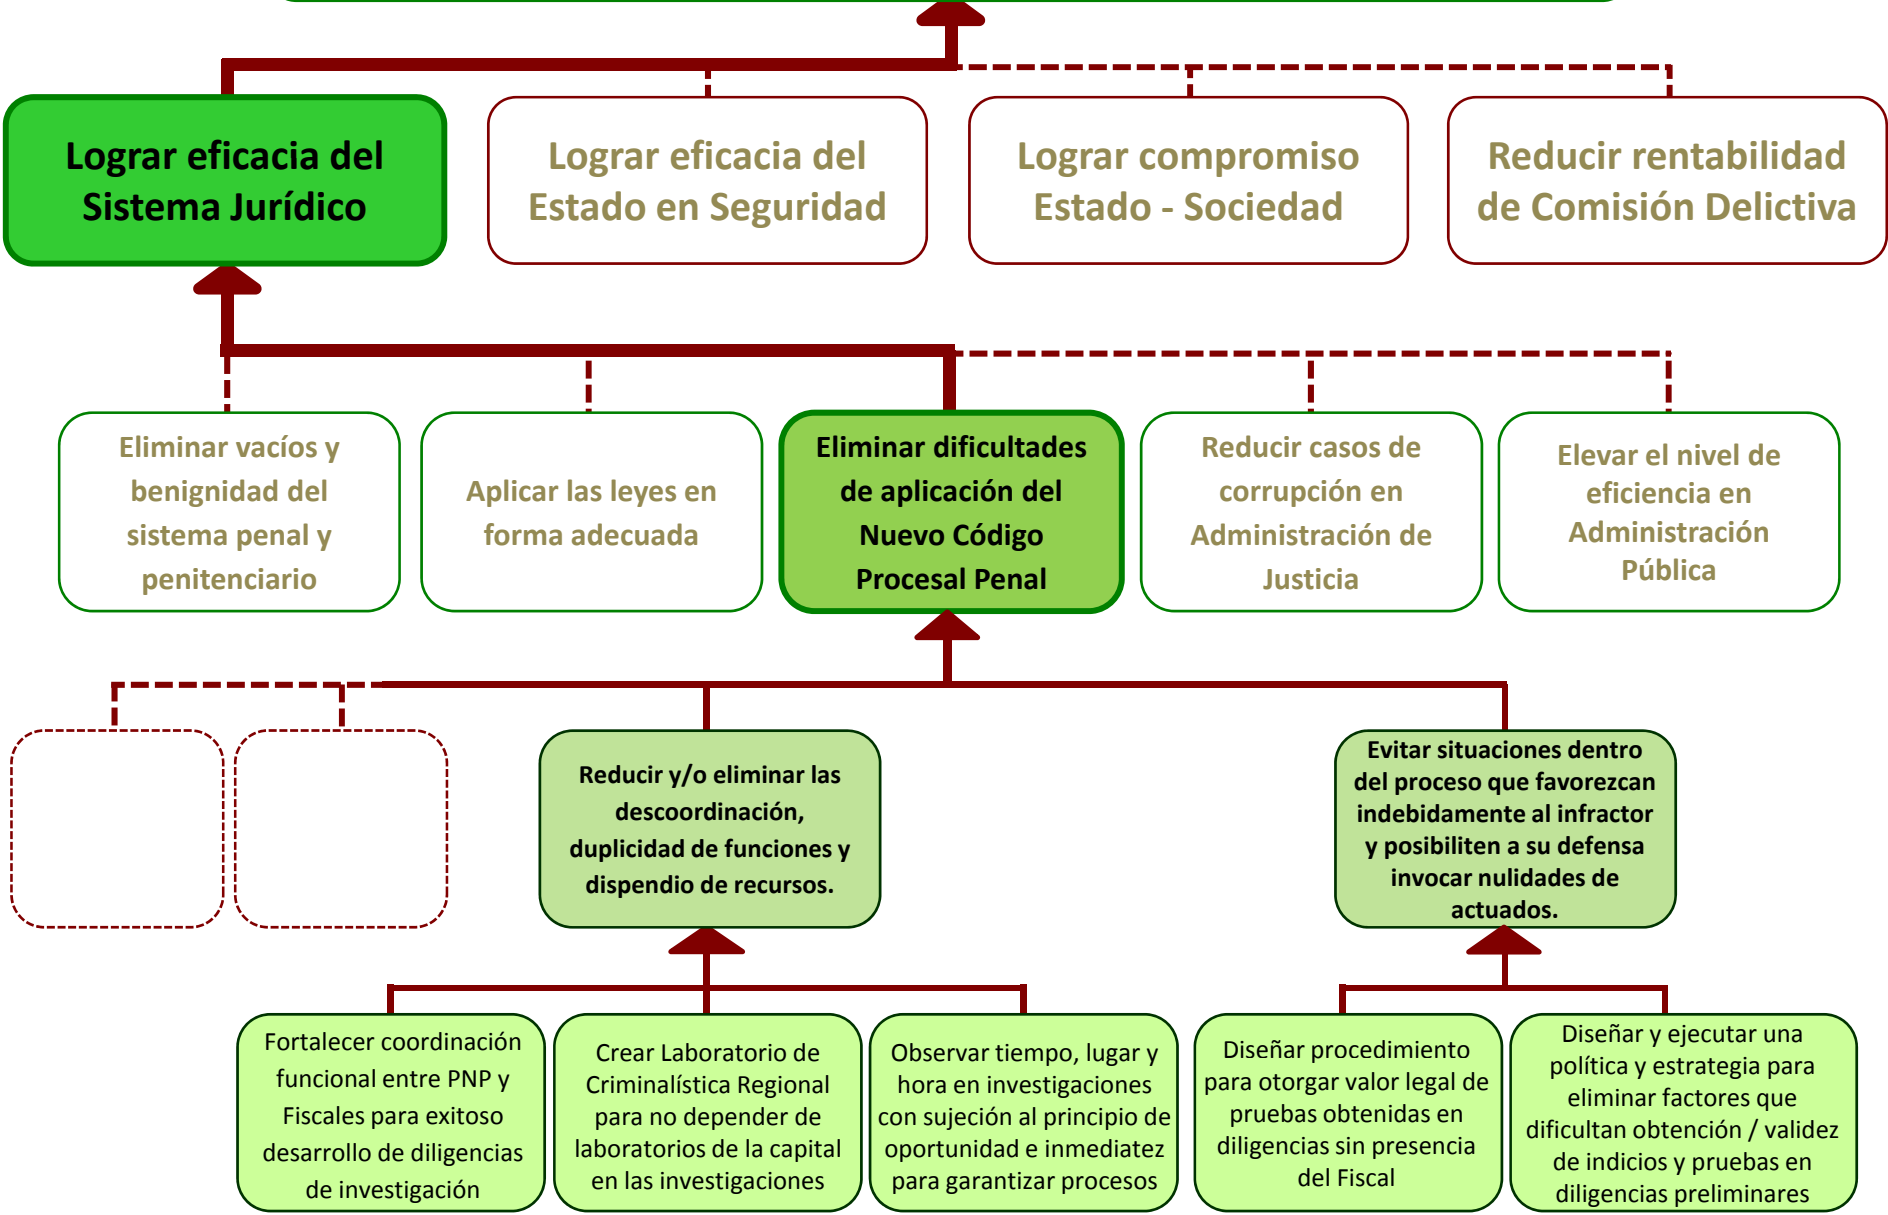 Lograr eficacia del
Sistema Jurídico
Lograr eficacia del
Estado en Seguridad
Lograr compromiso
Estado - Sociedad
Reducir rentabilidad
de Comisión Delictiva
Eliminar vacíos y
benignidad del
sistema penal y
penitenciario
Aplicar las leyes en
forma adecuada
Eliminar dificultades
de aplicación del
Nuevo Código
Procesal Penal
Reducir casos de
corrupción en
Administración de
Justicia
Elevar el nivel de
eficiencia en
Administración
Pública
Reducir y/o eliminar las
descoordinación,
duplicidad de funciones y
dispendio de recursos.
Evitar situaciones dentro
del proceso que favorezcan
indebidamente al infractor
y posibiliten a su defensa
invocar nulidades de
actuados.
Fortalecer coordinación
funcional entre PNP y
Fiscales para exitoso
desarrollo de diligencias
de investigación
Crear Laboratorio de
Criminalística Regional
para no depender de
laboratorios de la capital
en las investigaciones
Observar tiempo, lugar y
hora en investigaciones
con sujeción al principio de
oportunidad e inmediatez
para garantizar procesos
Diseñar procedimiento
para otorgar valor legal de
pruebas obtenidas en
diligencias sin presencia
del Fiscal
Diseñar y ejecutar una
política y estrategia para
eliminar factores que
dificultan obtención / validez
de indicios y pruebas en
diligencias preliminares